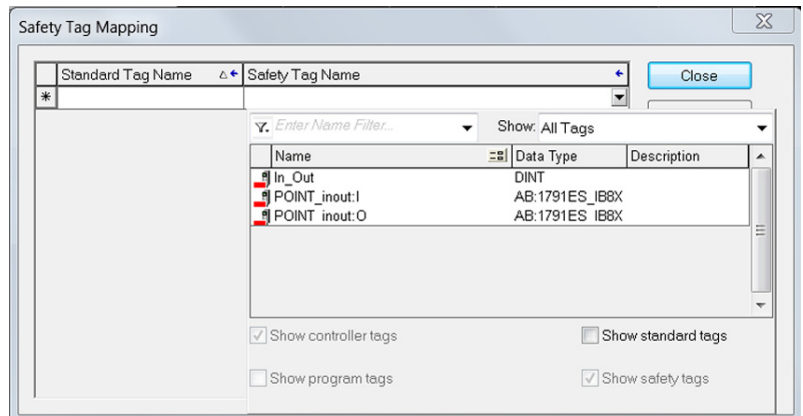 Safety Tag Mapping
Standard Tag Name Safety Tag Name
Close
*
Enter Name Filter... Show: All Tags
Name Data Type Description
In_Out DINT
POINT_inout:I AB:1791ES_IB8X
POINT_inout:O AB:1791ES_IB8X
Show controller tags Show standard tags
Show program tags Show safety tags